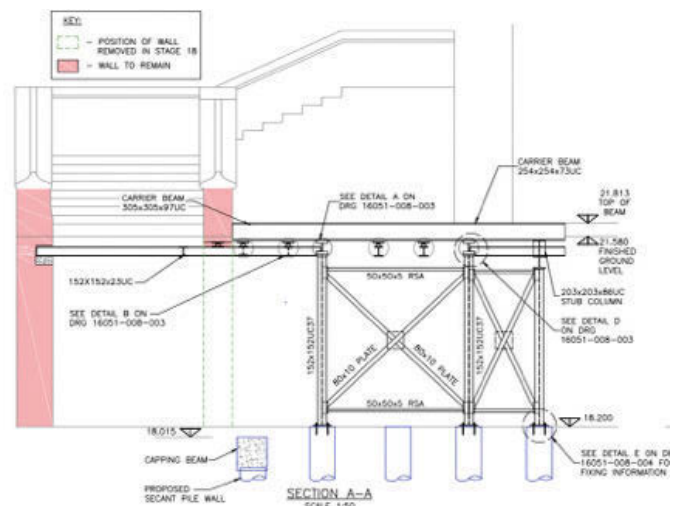 KEY:
- POSITION OF WALL
REMOVED IN STAGE 1B
- WALL TO REMAIN
CARRIER BEAM
254x254x73UC
CARRIER BEAM
305x305x97UC
SEE DETAIL A ON
DRG 16051-008-003
21.813
TOP OF
BEAM
21.580
FINISHED
GROUND
LEVEL
152X152x23UC
50x50x5 RSA
203x203x86UC
STUB COLUMN
SEE DETAIL B ON
DRG 16051-008-003
SEE DETAIL D
ON DRG
16051-008-003
152x152UC37
80x10 PLATE
80x10 PLATE
152x152UC37
50x50x5 RSA
18.015
18.200
CAPPING BEAM
SEE DETAIL E ON DR
16051-008-004 FO
FIXING INFORMATION
PROPOSED
SECANT PILE WALL
SECTION A-A
SCALE 1:50